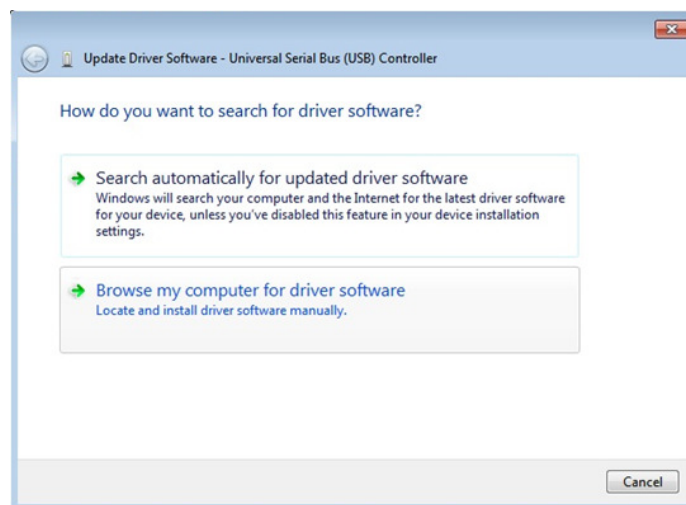 Update Driver Software - Universal Serial Bus (USB) Controller
How do you want to search for driver software?
Search automatically for updated driver software
Windows will search your computer and the Internet for the latest driver software
for your device, unless you've disabled this feature in your device installation
settings.
Browse my computer for driver software
Locate and install driver software manually.
Cancel